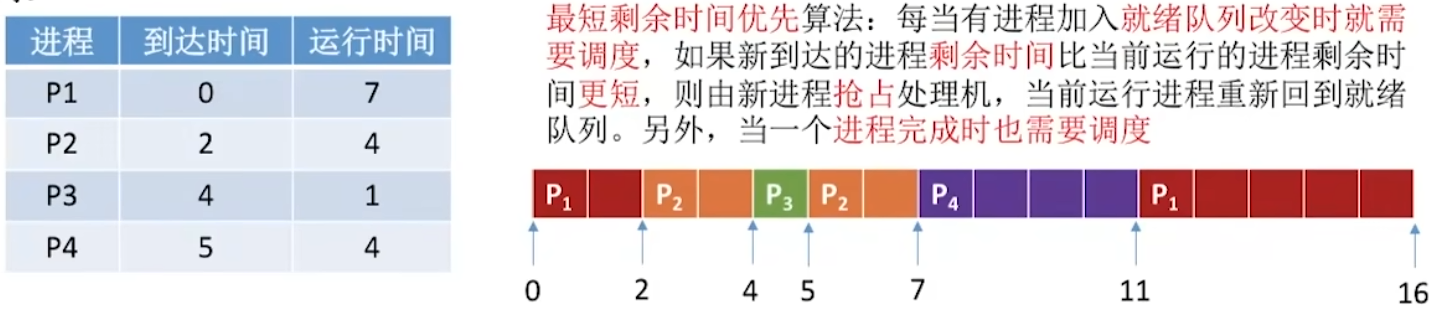 进程 到达时间 运行时间
P1 0 7
P2 2 4
P3 4 1
P4 5 4
最短剩余时间优先算法：每当有进程加入就绪队列改变时就需
要调度，如果新到达的进程剩余时间比当前运行的进程剩余时
间更短，则由新进程抢占处理机，当前运行进程重新回到就绪
队列。另外，当一个进程完成时也需要调度
P₁ P₂ P₃ P₂ P₄ P₁
0 2 4 5 7 11 16